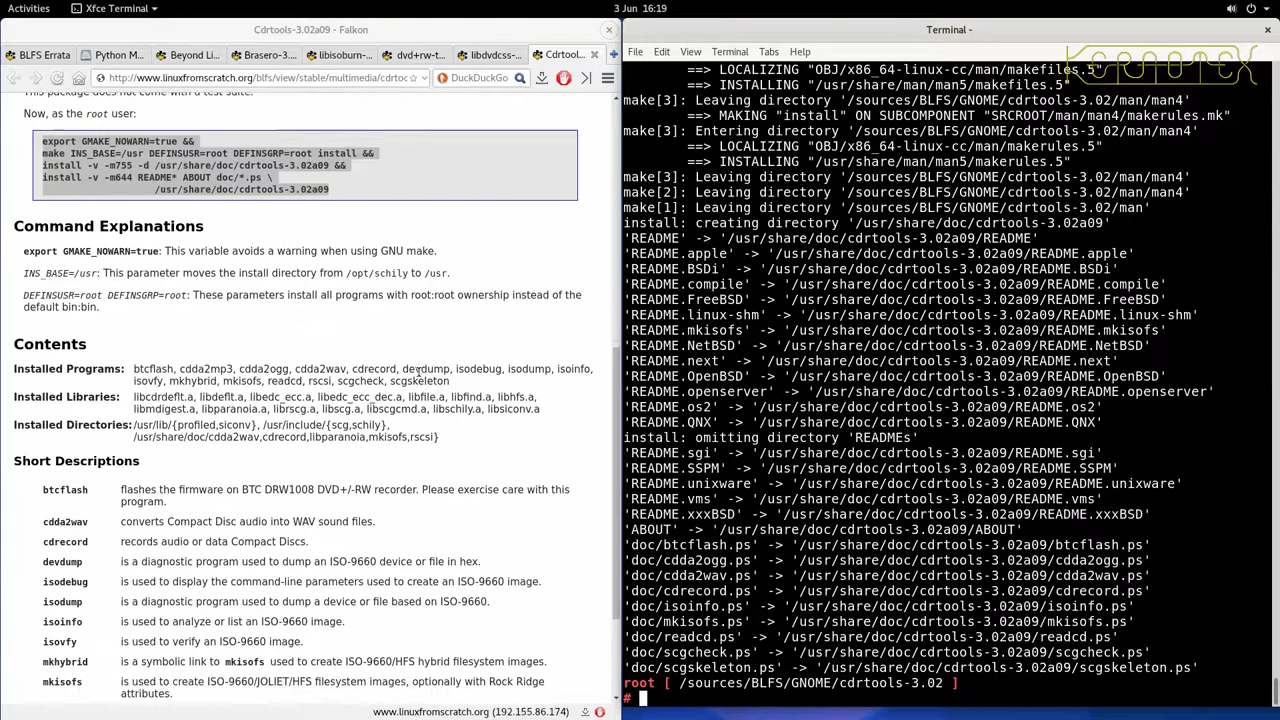 Activities
Xfce Terminal
3 Jun 16:19
Cdrtools-3.02a09 - Falkon
BLFS Errata
Python M...
Beyond Li...
Brasero-3....
libisoburn-...
dvd+rw-t...
libdvdcss-...
Cdrtool...
http://www.linuxfromscratch.org/blfs/view/stable/multimedia/cdrtoc
DuckDuckGo
This package does not come with a test suite.
Now, as the root user:
export GMAKE_NOWARN=true &&
make INS_BASE=/usr DEFINSUSR=root DEFINSGRP=root install &&
install -v -m755 -d /usr/share/doc/cdrtools-3.02a09 &&
install -v -m644 README* ABOUT doc/*.ps \
/usr/share/doc/cdrtools-3.02a09
Command Explanations
export GMAKE_NOWARN=true: This variable avoids a warning when using GNU make.
INS_BASE=/usr: This parameter moves the install directory from /opt/schily to /usr.
DEFINSUSR=root DEFINSGRP=root: These parameters install all programs with root:root ownership instead of the
default bin:bin.
Contents
Installed Programs: btcflash, cdda2mp3, cdda2ogg, cdda2wav, cdrecord, devdump, isodebug, isodump, isoinfo,
isovfy, mkhybrid, mkisofs, readcd, rscsi, scgcheck, scgskeleton
Installed Libraries: libcdrdeflt.a, libdeflt.a, libedc_ecc.a, libedc_ecc_dec.a, libfile.a, libfind.a, libhfs.a,
libmdigest.a, libparanoia.a, librscg.a, libscg.a, libscgcmd.a, libschily.a, libsiconv.a
Installed Directories: /usr/lib/{profiled,siconv}, /usr/include/{scg,schily},
/usr/share/doc/cdda2wav,cdrecord,libparanoia,mkisofs,rscsi}
Short Descriptions
btcflash flashes the firmware on BTC DRW1008 DVD+/-RW recorder. Please exercise care with this
program.
cdda2wav converts Compact Disc audio into WAV sound files.
cdrecord records audio or data Compact Discs.
devdump is a diagnostic program used to dump an ISO-9660 device or file in hex.
isodebug is used to display the command-line parameters used to create an ISO-9660 image.
isodump is a diagnostic program used to dump a device or file based on ISO-9660.
isoinfo is used to analyze or list an ISO-9660 image.
isovfy is used to verify an ISO-9660 image.
mkhybrid is a symbolic link to mkisofs used to create ISO-9660/HFS hybrid filesystem images.
mkisofs is used to create ISO-9660/JOLIET/HFS filesystem images, optionally with Rock Ridge
attributes.
www.linuxfromscratch.org (192.155.86.174)
Terminal -
File Edit View Terminal Tabs Help
==> LOCALIZING "OBJ/x86_64-linux-cc/man/makefiles.5"
==> INSTALLING "/usr/share/man/man5/makefiles.5"
make[3]: Leaving directory '/sources/BLFS/GNOME/cdrtools-3.02/man/man4'
==> MAKING "install" ON SUBCOMPONENT "SRCROOT/man/man4/makerules.mk"
make[3]: Entering directory '/sources/BLFS/GNOME/cdrtools-3.02/man/man4'
==> LOCALIZING "OBJ/x86_64-linux-cc/man/makerules.5"
==> INSTALLING "/usr/share/man/man5/makerules.5"
make[3]: Leaving directory '/sources/BLFS/GNOME/cdrtools-3.02/man/man4'
make[2]: Leaving directory '/sources/BLFS/GNOME/cdrtools-3.02/man/man4'
make[1]: Leaving directory '/sources/BLFS/GNOME/cdrtools-3.02/man'
install: creating directory '/usr/share/doc/cdrtools-3.02a09'
'README' -> '/usr/share/doc/cdrtools-3.02a09/README'
'README.apple' -> '/usr/share/doc/cdrtools-3.02a09/README.apple'
'README.BSDi' -> '/usr/share/doc/cdrtools-3.02a09/README.BSDi'
'README.compile' -> '/usr/share/doc/cdrtools-3.02a09/README.compile'
'README.FreeBSD' -> '/usr/share/doc/cdrtools-3.02a09/README.FreeBSD'
'README.linux-shm' -> '/usr/share/doc/cdrtools-3.02a09/README.linux-shm'
'README.mkisofs' -> '/usr/share/doc/cdrtools-3.02a09/README.mkisofs'
'README.NetBSD' -> '/usr/share/doc/cdrtools-3.02a09/README.NetBSD'
'README.next' -> '/usr/share/doc/cdrtools-3.02a09/README.next'
'README.OpenBSD' -> '/usr/share/doc/cdrtools-3.02a09/README.OpenBSD'
'README.openserver' -> '/usr/share/doc/cdrtools-3.02a09/README.openserver'
'README.os2' -> '/usr/share/doc/cdrtools-3.02a09/README.os2'
'README.QNX' -> '/usr/share/doc/cdrtools-3.02a09/README.QNX'
install: omitting directory 'READMEs'
'README.sgi' -> '/usr/share/doc/cdrtools-3.02a09/README.sgi'
'README.SSPM' -> '/usr/share/doc/cdrtools-3.02a09/README.SSPM'
'README.unixware' -> '/usr/share/doc/cdrtools-3.02a09/README.unixware'
'README.vms' -> '/usr/share/doc/cdrtools-3.02a09/README.vms'
'README.xxxBSD' -> '/usr/share/doc/cdrtools-3.02a09/README.xxxBSD'
'ABOUT' -> '/usr/share/doc/cdrtools-3.02a09/ABOUT'
'doc/btcflash.ps' -> '/usr/share/doc/cdrtools-3.02a09/btcflash.ps'
'doc/cdda2ogg.ps' -> '/usr/share/doc/cdrtools-3.02a09/cdda2ogg.ps'
'doc/cdda2wav.ps' -> '/usr/share/doc/cdrtools-3.02a09/cdda2wav.ps'
'doc/cdrecord.ps' -> '/usr/share/doc/cdrtools-3.02a09/cdrecord.ps'
'doc/isoinfo.ps' -> '/usr/share/doc/cdrtools-3.02a09/isoinfo.ps'
'doc/mkisofs.ps' -> '/usr/share/doc/cdrtools-3.02a09/mkisofs.ps'
'doc/readcd.ps' -> '/usr/share/doc/cdrtools-3.02a09/readcd.ps'
'doc/scgcheck.ps' -> '/usr/share/doc/cdrtools-3.02a09/scgcheck.ps'
'doc/scgskeleton.ps' -> '/usr/share/doc/cdrtools-3.02a09/scgskeleton.ps'
root [ /sources/BLFS/GNOME/cdrtools-3.02 ]
#